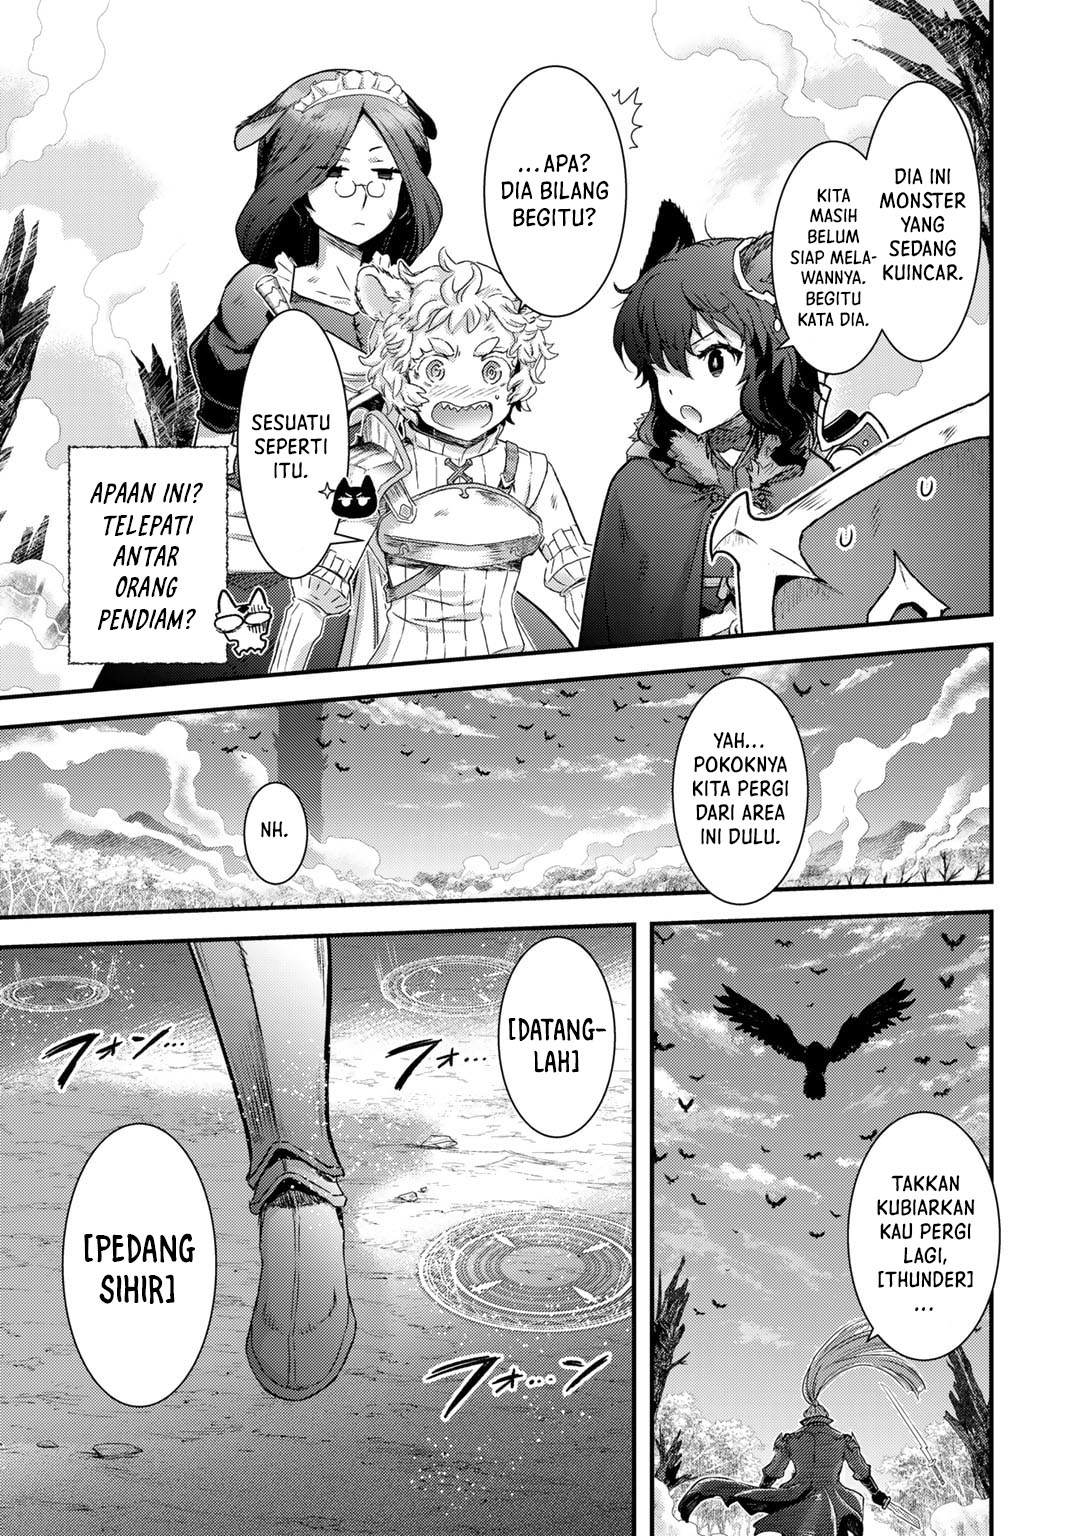 DIA INI
MONSTER
YANG
SEDANG
KUINCAR.
KITA
MASIH
BELUM
SIAP MELA-
WANNYA.
BEGITU
KATA DIA.
...APA?
DIA BILANG
BEGITU?
SESUATU
SEPERTI
ITU.
APAAN INI?
TELEPATI
ANTAR
ORANG
PENDIAM?
YAH...
POKOKNYA
KITA PERGI
DARI AREA
INI DULU.
NH.
TAKKAN
KUBIARKAN
KAU PERGI
LAGI,
[THUNDER]
...
[DATANG-
LAH]
フォ...
フォン...
[PEDANG
SIHIR]
フォ...ン